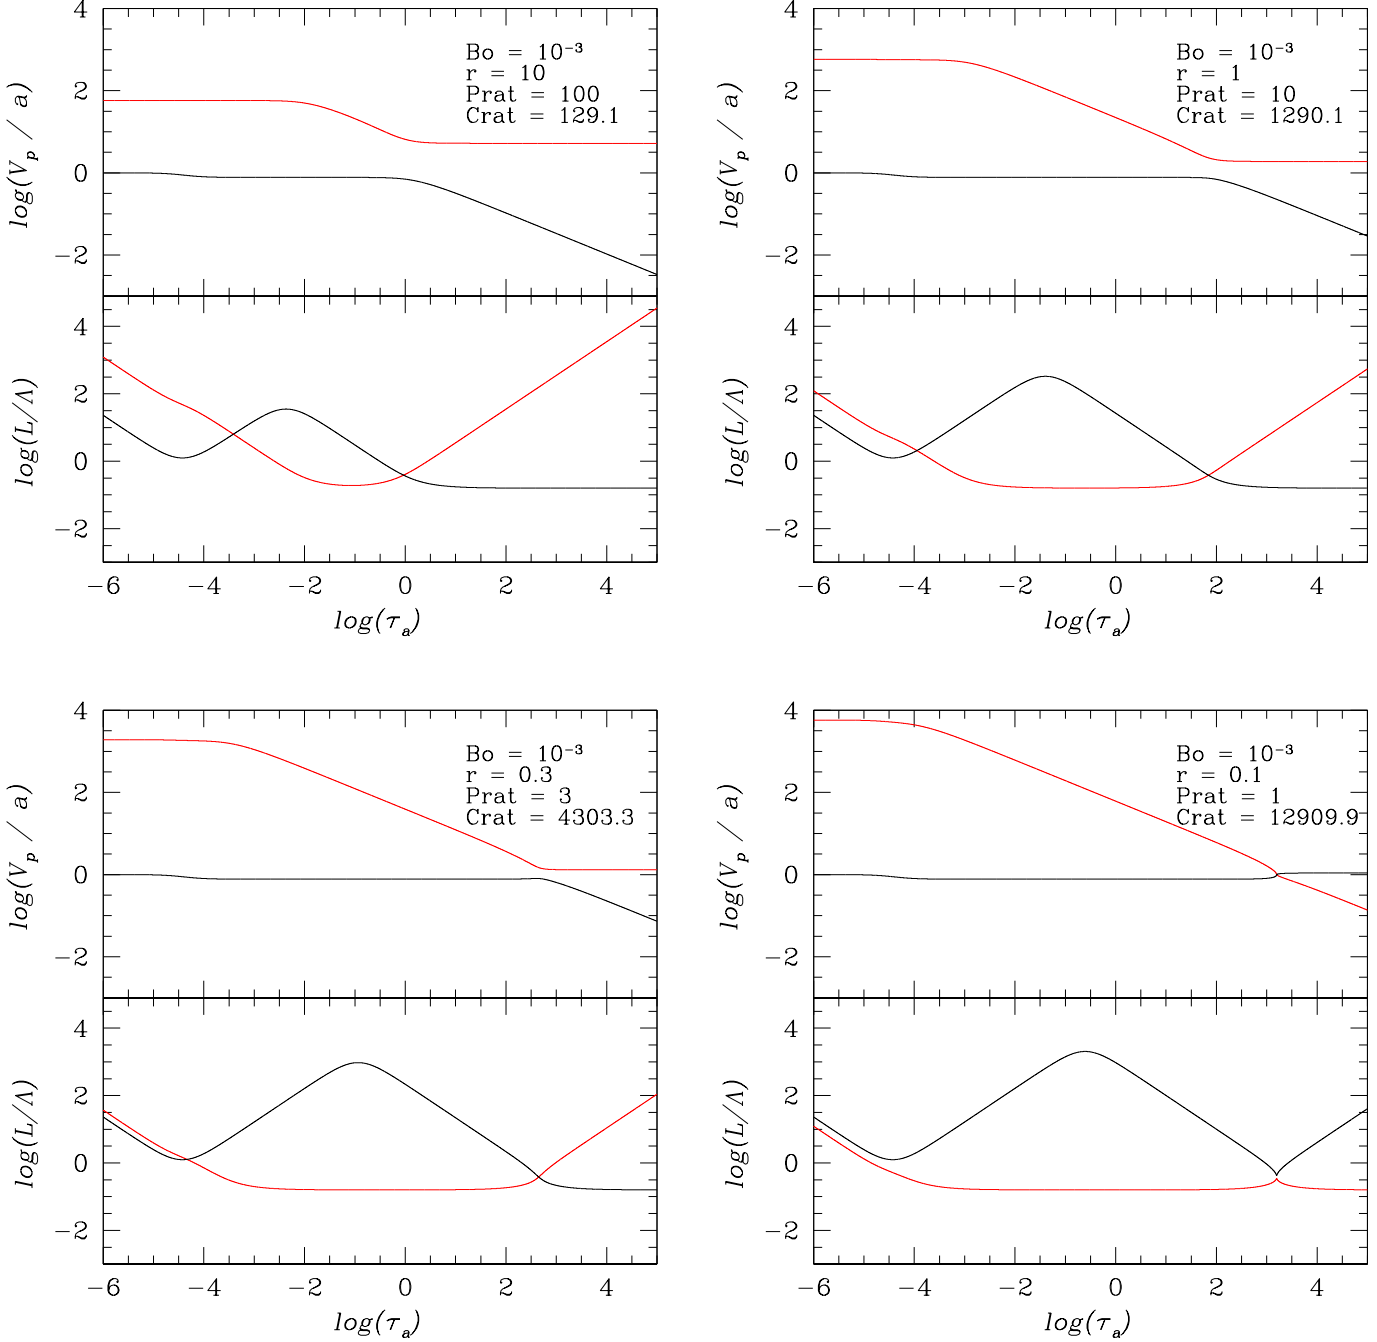 4
2
0
−2
log(V_p / a)
Bo = 10⁻³
r = 10
Prat = 100
Crat = 129.1
4
2
0
−2
log(L/Λ)
−6 −4 −2 0 2 4
log(τ_a)
4
2
0
−2
log(V_p / a)
Bo = 10⁻³
r = 1
Prat = 10
Crat = 1290.1
4
2
0
−2
log(L/Λ)
−6 −4 −2 0 2 4
log(τ_a)
4
2
0
−2
log(V_p / a)
Bo = 10⁻³
r = 0.3
Prat = 3
Crat = 4303.3
4
2
0
−2
log(L/Λ)
−6 −4 −2 0 2 4
log(τ_a)
4
2
0
−2
log(V_p / a)
Bo = 10⁻³
r = 0.1
Prat = 1
Crat = 12909.9
4
2
0
−2
log(L/Λ)
−6 −4 −2 0 2 4
log(τ_a)